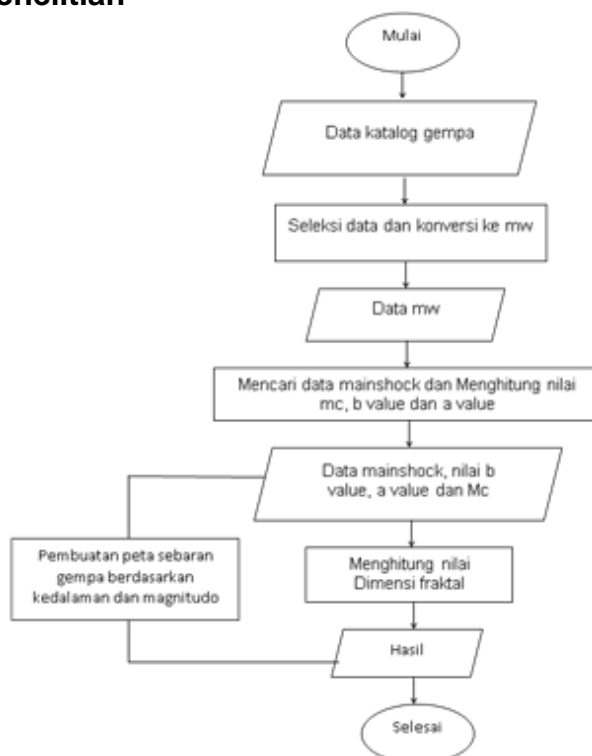 Mulai
Data katalog gempa
Seleksi data dan konversi ke mw
Data mw
Mencari data mainshock dan Menghitung nilai
mc, b value dan a value
Data mainshock, nilai b
value, a value dan Mc
Pembuatan peta sebaran
gempa berdasarkan
kedalaman dan magnitudo
Menghitung nilai
Dimensi fraktal
Hasil
Selesai